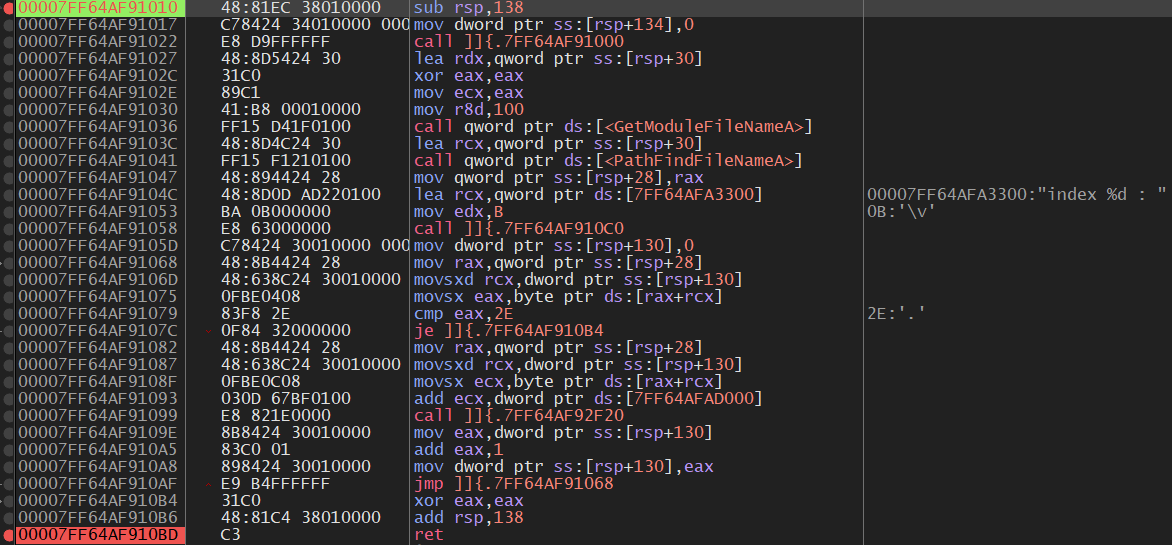 00007FF64AF91010 48:81EC 38010000 sub rsp,138
00007FF64AF91017 C78424 34010000 000 mov dword ptr ss:[rsp+134],0
00007FF64AF91022 E8 D9FFFFFF call ]]{.7FF64AF91000
00007FF64AF91027 48:8D5424 30 lea rdx,qword ptr ss:[rsp+30]
00007FF64AF9102C 31C0 xor eax,eax
00007FF64AF9102E 89C1 mov ecx,eax
00007FF64AF91030 41:B8 00010000 mov r8d,100
00007FF64AF91036 FF15 D41F0100 call qword ptr ds:[<GetModuleFileNameA>]
00007FF64AF9103C 48:8D4C24 30 lea rcx,qword ptr ss:[rsp+30]
00007FF64AF91041 FF15 F1210100 call qword ptr ds:[<PathFindFileNameA>]
00007FF64AF91047 48:894424 28 mov qword ptr ss:[rsp+28],rax
00007FF64AF9104C 48:8D0D AD220100 lea rcx,qword ptr ds:[7FF64AFA3300] 00007FF64AFA3300:"index %d : "
00007FF64AF91053 BA 0B000000 mov edx,B 0B:'\v'
00007FF64AF91058 E8 63000000 call ]]{.7FF64AF910C0
00007FF64AF9105D C78424 30010000 000 mov dword ptr ss:[rsp+130],0
00007FF64AF91068 48:8B4424 28 mov rax,qword ptr ss:[rsp+28]
00007FF64AF9106D 48:638C24 30010000 movsxd rcx,dword ptr ss:[rsp+130]
00007FF64AF91075 0FBE0408 movsx eax,byte ptr ds:[rax+rcx]
00007FF64AF91079 83F8 2E cmp eax,2E 2E:'.'
00007FF64AF9107C 0F84 32000000 je ]]{.7FF64AF910B4
00007FF64AF91082 48:8B4424 28 mov rax,qword ptr ss:[rsp+28]
00007FF64AF91087 48:638C24 30010000 movsxd rcx,dword ptr ss:[rsp+130]
00007FF64AF9108F 0FBE0C08 movsx ecx,byte ptr ds:[rax+rcx]
00007FF64AF91093 030D 67BF0100 add ecx,dword ptr ds:[7FF64AFAD000]
00007FF64AF91099 E8 821E0000 call ]]{.7FF64AF92F20
00007FF64AF9109E 8B8424 30010000 mov eax,dword ptr ss:[rsp+130]
00007FF64AF910A5 83C0 01 add eax,1
00007FF64AF910A8 898424 30010000 mov dword ptr ss:[rsp+130],eax
00007FF64AF910AF E9 B4FFFFFF jmp ]]{.7FF64AF91068
00007FF64AF910B4 31C0 xor eax,eax
00007FF64AF910B6 48:81C4 38010000 add rsp,138
00007FF64AF910BD C3 ret